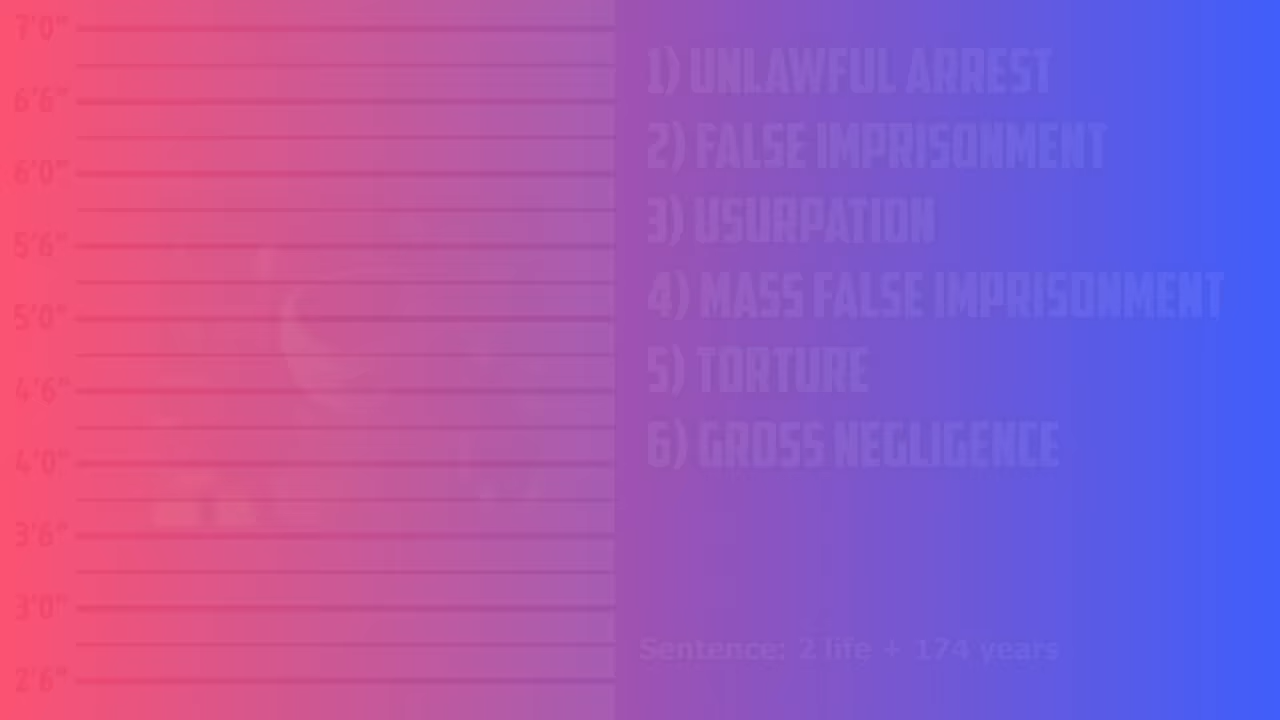 7'0"
6'6"
6'0"
5'6"
5'0"
4'6"
4'0"
3'6"
3'0"
2'6"
1) UNLAWFUL ARREST
2) FALSE IMPRISONMENT
3) USURPATION
4) MASS FALSE IMPRISONMENT
5) TORTURE
6) GROSS NEGLIGENCE
Sentence: 2 life + 174 years